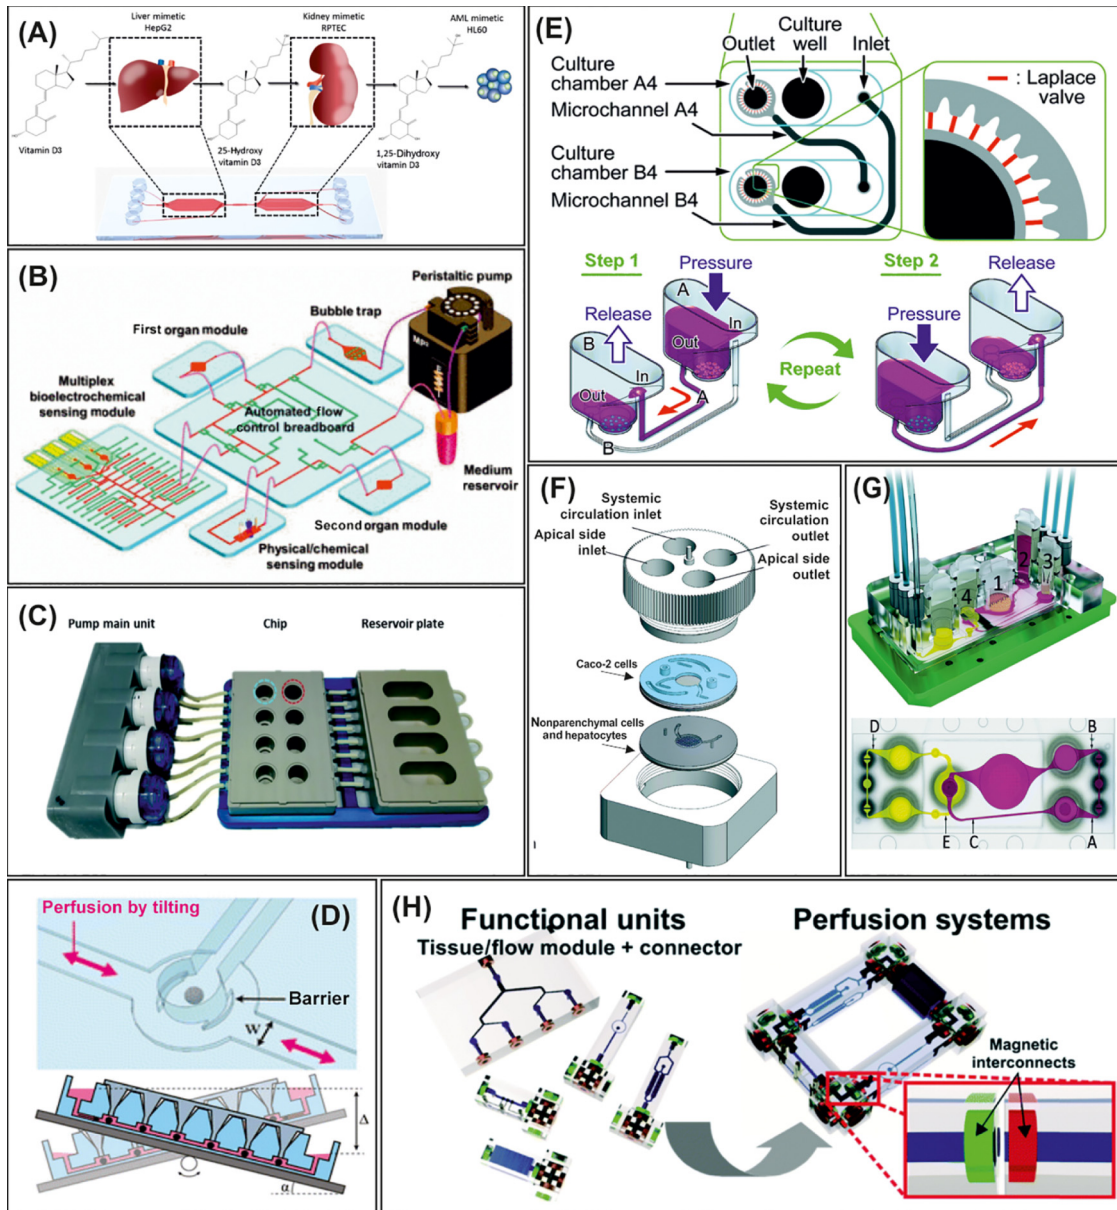 (A)
Liver mimetic
HepG2
Kidney mimetic
RPTEC
AML mimetic
HL60
Vitamin D3
25-Hydroxy
vitamin D3
1,25-Dihydroxy
vitamin D3
(B)
Peristaltic pump
Bubble trap
First organ module
Multiplex
bioelectrochemical
sensing module
Automated flow
control breadboard
Medium
reservoir
Second organ module
Physical/chemical
sensing module
(C)
Pump main unit
Chip
Reservoir plate
(D)
Perfusion by tilting
Barrier
W
Δ
α
(E)
Outlet
Culture
well
Inlet
Culture
chamber A4
Microchannel A4
Culture
chamber B4
Microchannel B4
: Laplace
valve
Step 1
Pressure
Release
A
In
Out
B
In
Out
A
B
Repeat
Step 2
Release
Pressure
(F)
Systemic
circulation inlet
Apical side
inlet
Systemic
circulation
outlet
Apical side
outlet
Caco-2 cells
Nonparenchymal cells
and hepatocytes
(G)
1
2
3
4
D
B
E
C
A
(H)
Functional units
Tissue/flow module + connector
Perfusion systems
Magnetic
interconnects